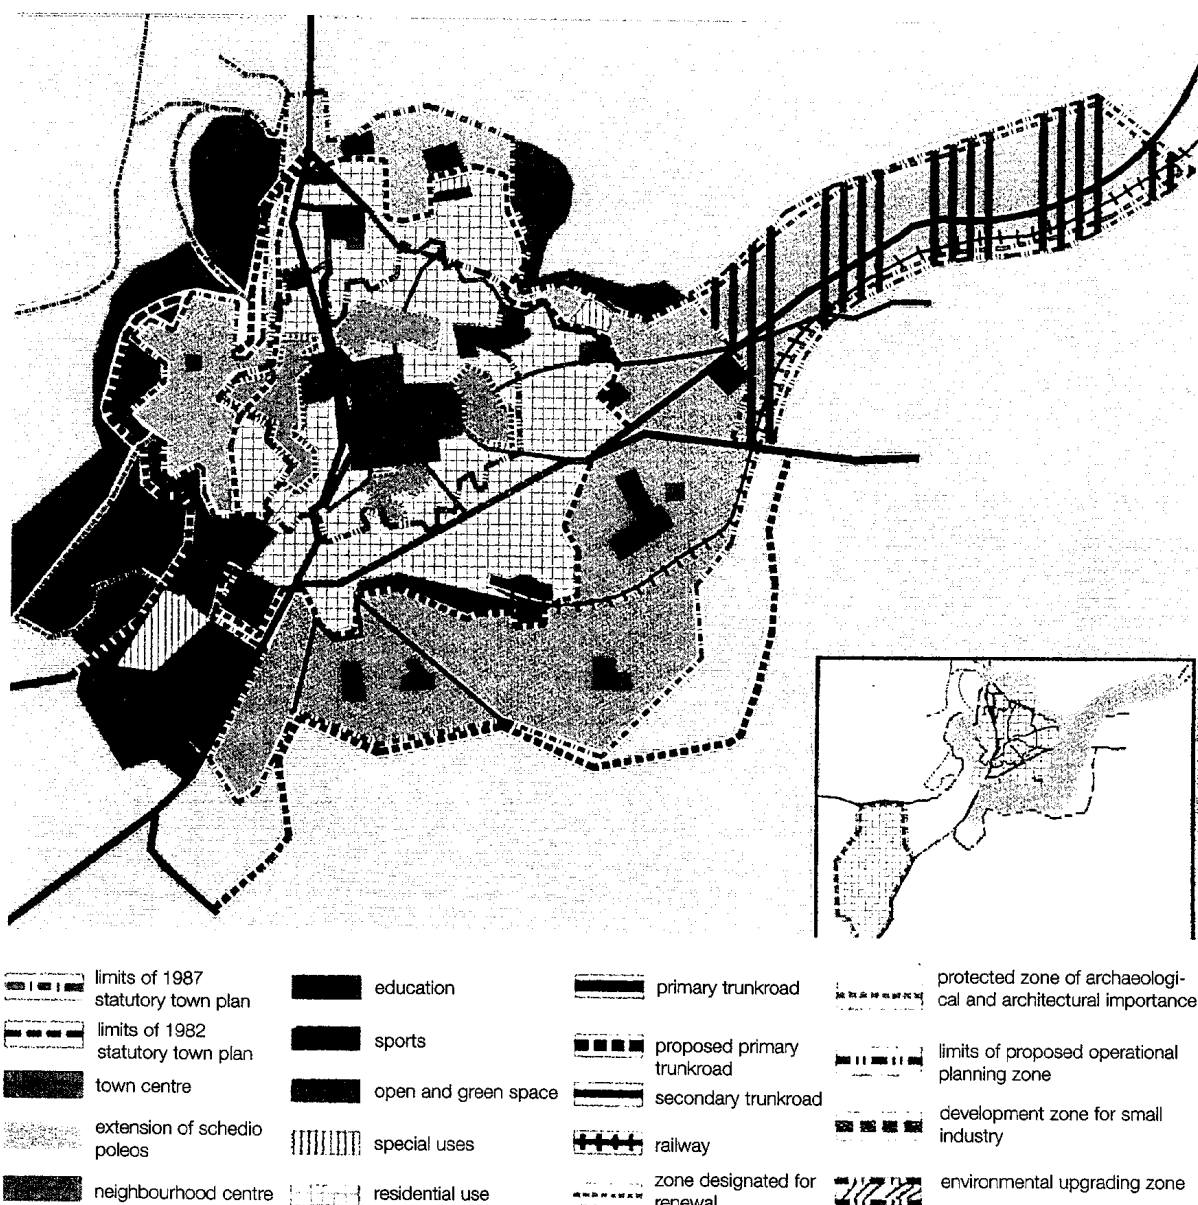 limits of 1987
statutory town plan
limits of 1982
statutory town plan
town centre
extension of schedio
poleos
neighbourhood centre
education
sports
open and green space
special uses
residential use
primary trunkroad
proposed primary
trunkroad
secondary trunkroad
railway
zone designated for
renewal
protected zone of archaeologi-
cal and architectural importance
limits of proposed operational
planning zone
development zone for small
industry
environmental upgrading zone